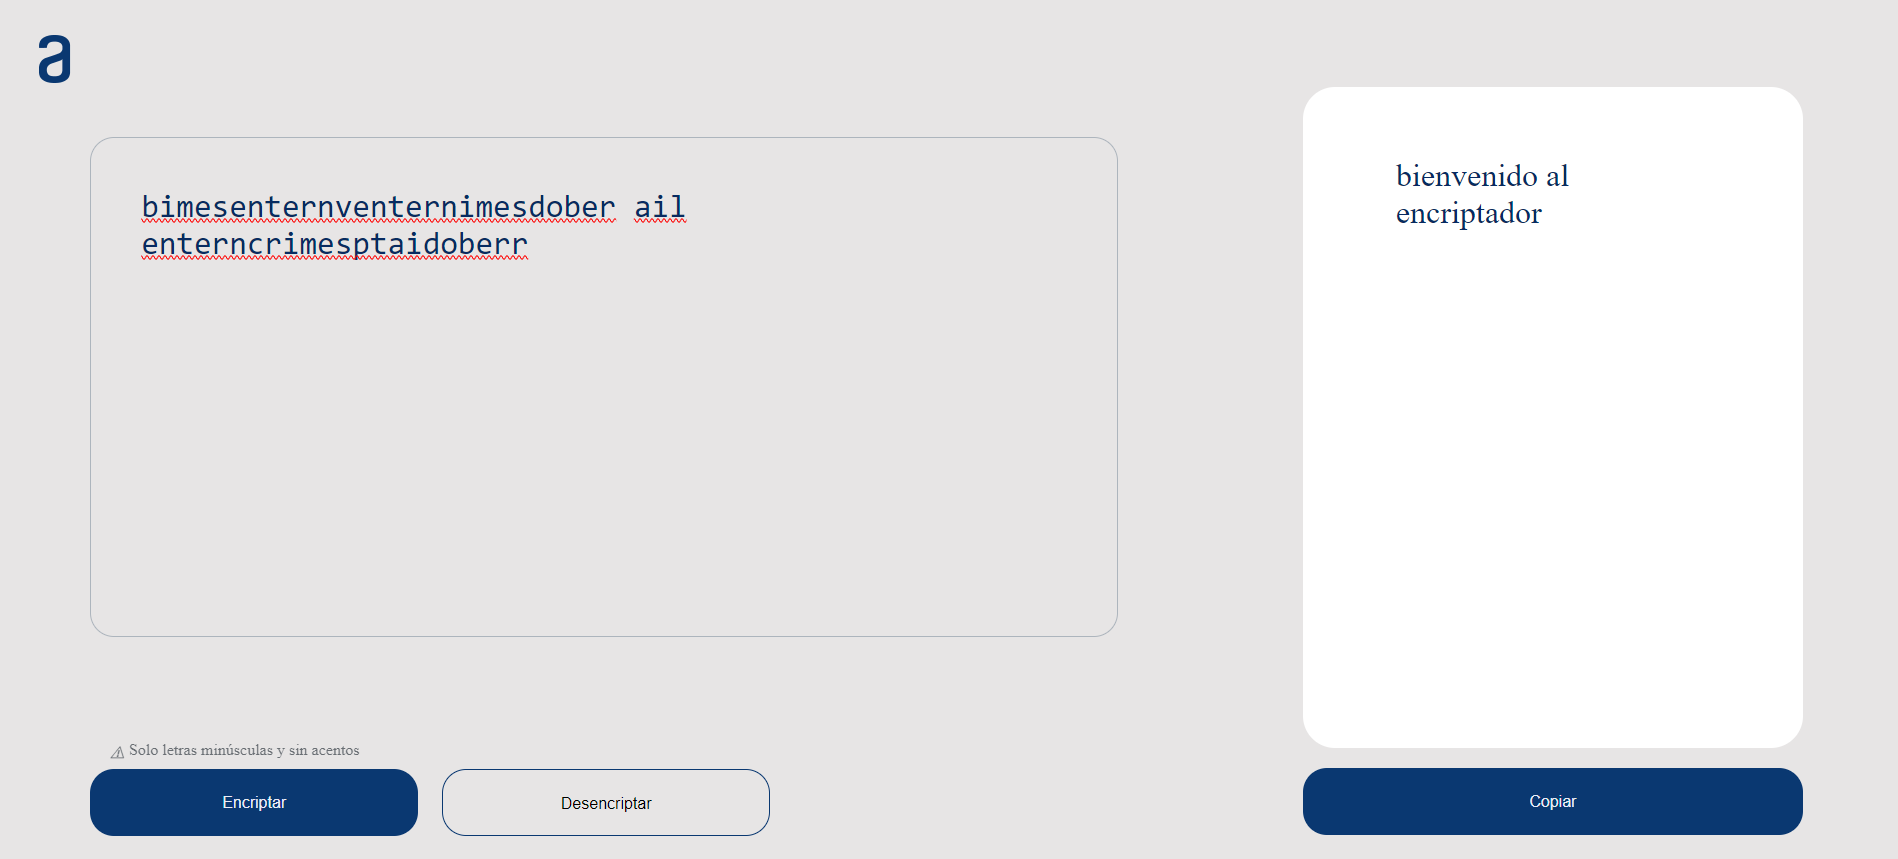 a
bimesenternventernimesdober ail
enterncrimesptaidoberr
bienvenido al
encriptador
Solo letras minúsculas y sin acentos
Encriptar
Desencriptar
Copiar